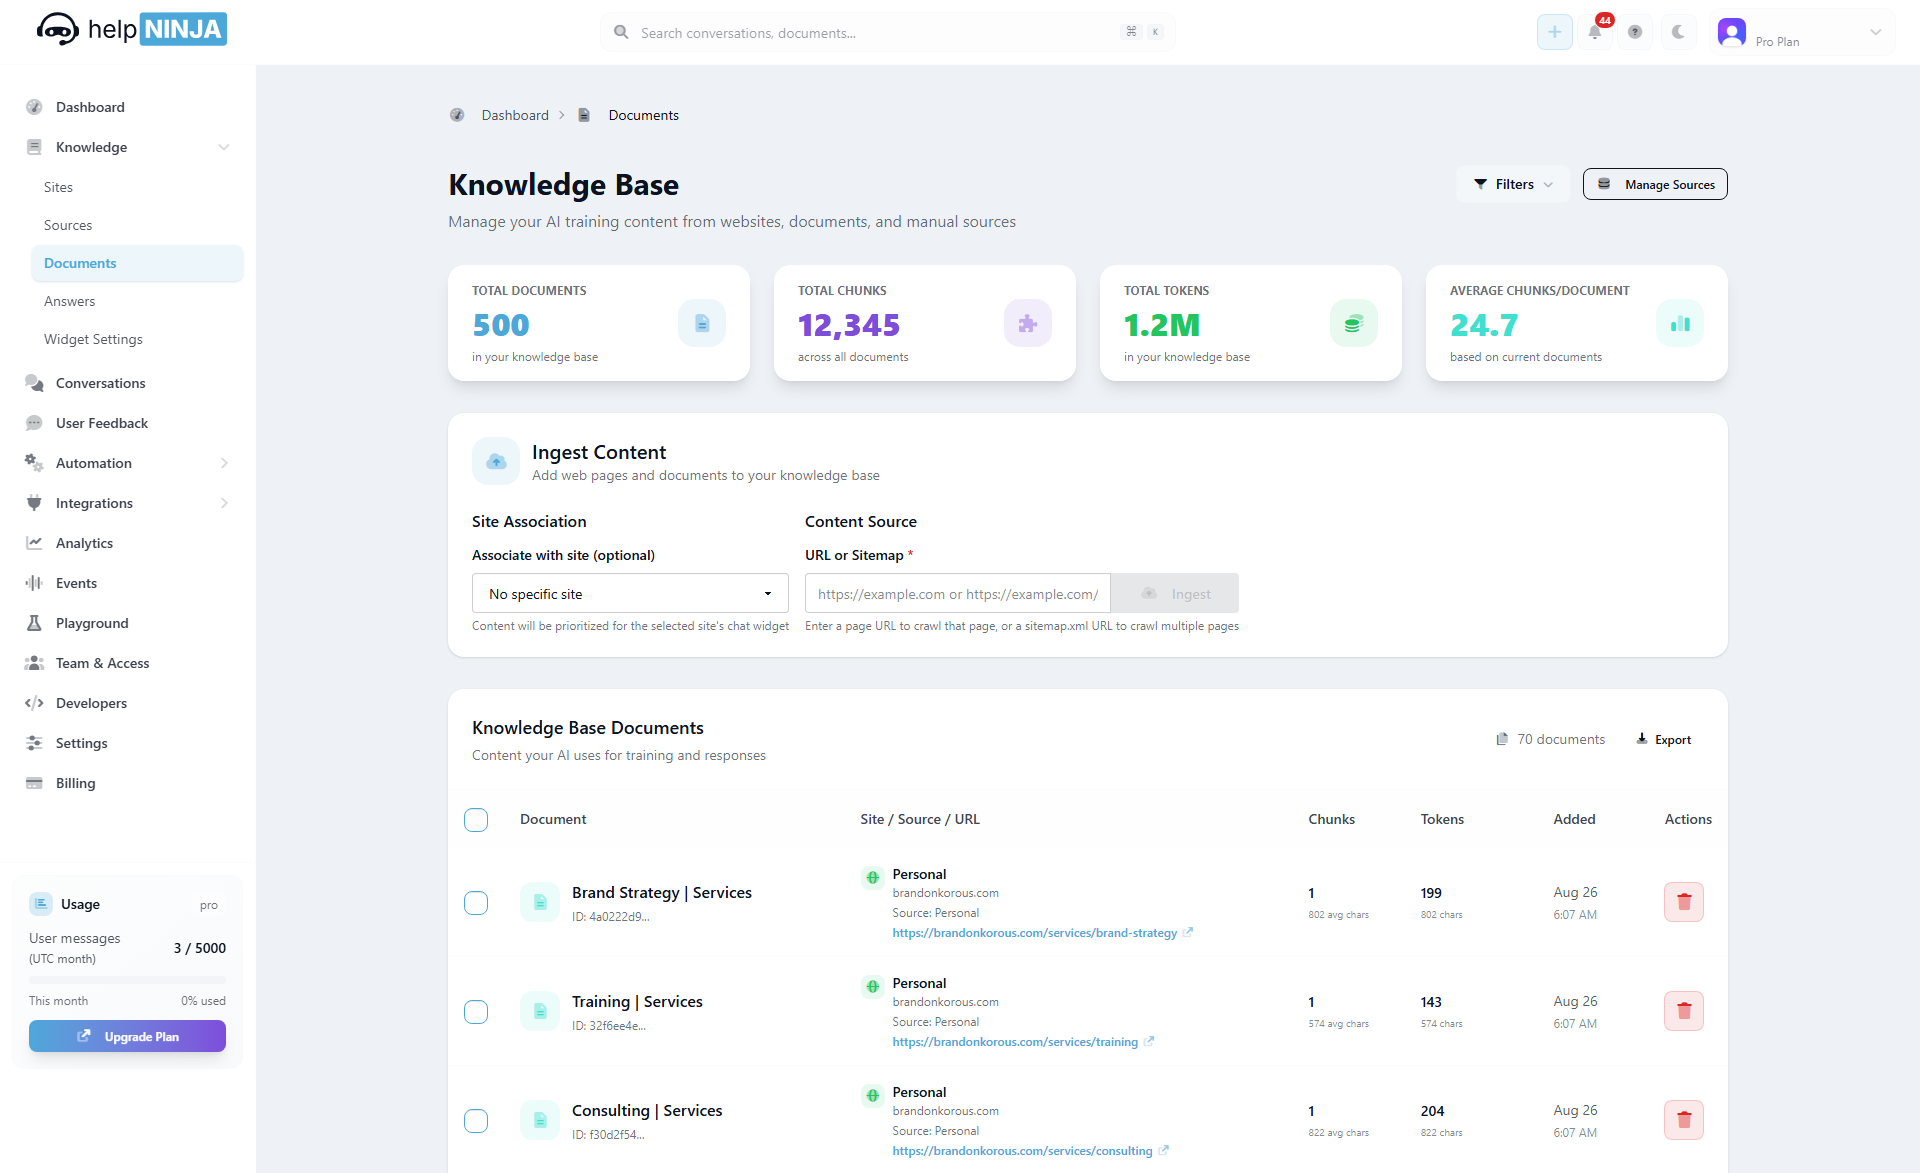 help NINJA
Search conversations, documents...
⌘ K
44
Pro Plan
Dashboard
Knowledge
Sites
Sources
Documents
Answers
Widget Settings
Conversations
User Feedback
Automation
Integrations
Analytics
Events
Playground
Team & Access
Developers
Settings
Billing
Usage
pro
User messages
(UTC month)
3 / 5000
This month
0% used
Upgrade Plan
Dashboard > Documents
Knowledge Base
Manage your AI training content from websites, documents, and manual sources
Filters
Manage Sources
TOTAL DOCUMENTS
500
in your knowledge base
TOTAL CHUNKS
12,345
across all documents
TOTAL TOKENS
1.2M
in your knowledge base
AVERAGE CHUNKS/DOCUMENT
24.7
based on current documents
Ingest Content
Add web pages and documents to your knowledge base
Site Association
Associate with site (optional)
No specific site
Content will be prioritized for the selected site's chat widget
Content Source
URL or Sitemap *
https://example.com or https://example.com/
Ingest
Enter a page URL to crawl that page, or a sitemap.xml URL to crawl multiple pages
Knowledge Base Documents
Content your AI uses for training and responses
70 documents
Export
Document
Site / Source / URL
Chunks
Tokens
Added
Actions
Brand Strategy | Services
ID: 4a0222d9...
Personal
brandonkorous.com
Source: Personal
https://brandonkorous.com/services/brand-strategy
1
802 avg chars
199
802 chars
Aug 26
6:07 AM
Training | Services
ID: 32f6ee4e...
Personal
brandonkorous.com
Source: Personal
https://brandonkorous.com/services/training
1
574 avg chars
143
574 chars
Aug 26
6:07 AM
Consulting | Services
ID: f30d2f54...
Personal
brandonkorous.com
Source: Personal
https://brandonkorous.com/services/consulting
1
822 avg chars
204
822 chars
Aug 26
6:07 AM